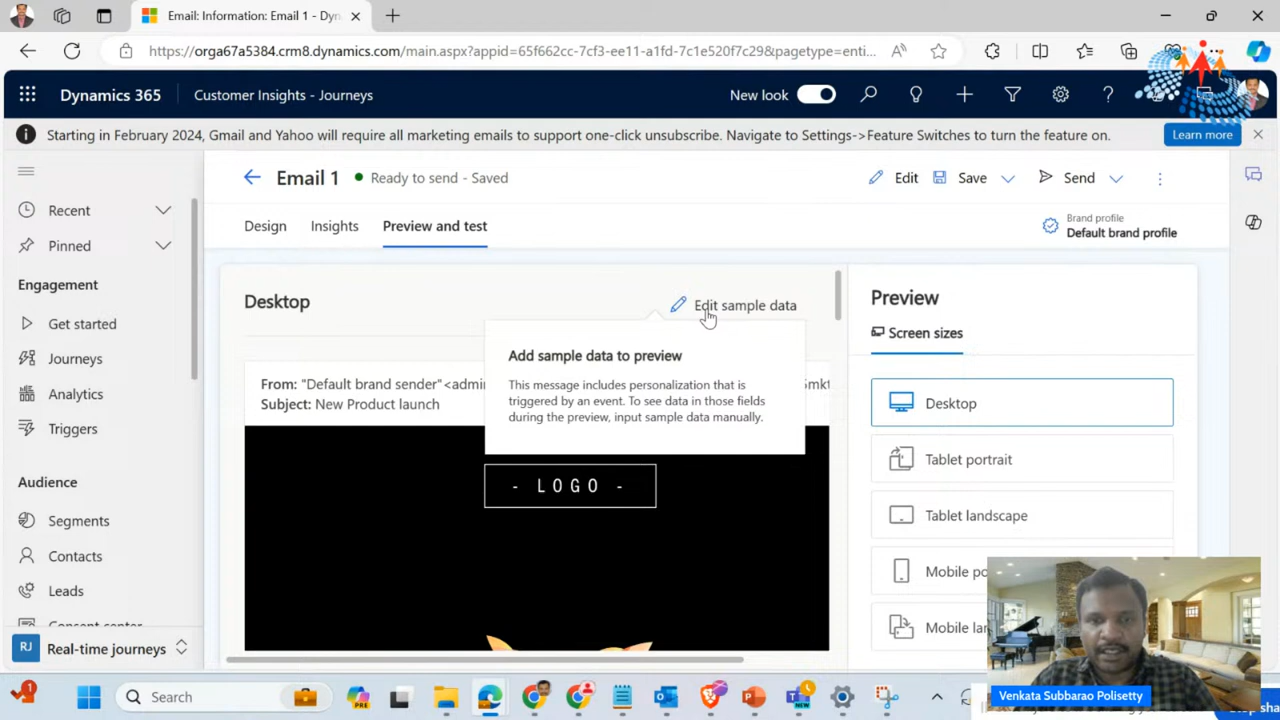 Email: Information: Email 1 - Dyn
https://orga67a5384.crm8.dynamics.com/main.aspx?appid=65f662cc-7cf3-ee11-a1fd-7c1e520f7c29&pagetype=enti...
Dynamics 365
Customer Insights - Journeys
New look
Starting in February 2024, Gmail and Yahoo will require all marketing emails to support one-click unsubscribe. Navigate to Settings->Feature Switches to turn the feature on.
Learn more
Email 1
Ready to send - Saved
Edit
Save
Send
Recent
Pinned
Engagement
Get started
Journeys
Analytics
Triggers
Audience
Segments
Contacts
Leads
Consent center
RJ
Real-time journeys
Design
Insights
Preview and test
Brand profile
Default brand profile
Desktop
Edit sample data
Add sample data to preview
This message includes personalization that is
triggered by an event. To see data in those fields
during the preview, input sample data manually.
From: "Default brand sender"<admi
5mkt
Subject: New Product launch
- LOGO -
Preview
Screen sizes
Desktop
Tablet portrait
Tablet landscape
Mobile po
Mobile lan
Venkata Subbarao Polisetty
Search
1
NEW